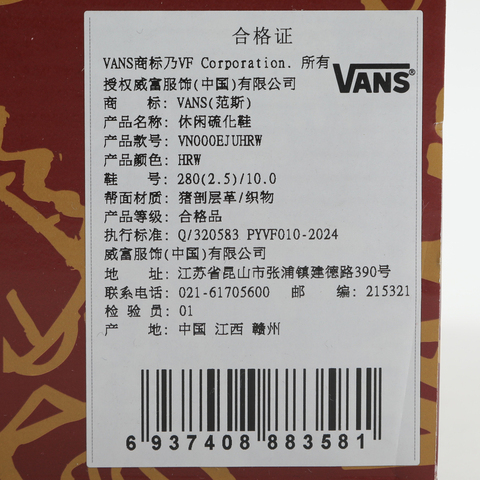 合格证
VANS商标乃VF Corporation. 所有
授权威富服饰(中国)有限公司
VANS®
商 标: VANS(范斯)
产品名称: 休闲硫化鞋
产品款号: VN000EJUHRW
产品颜色: HRW
鞋 号: 280(2.5)/10.0
帮面材质: 猪剖层革/织物
产品等级: 合格品
执行标准: Q/320583 PYVF010-2024
威富服饰(中国)有限公司
地 址: 江苏省昆山市张浦镇建德路390号
联系电话: 021-61705600 邮 编: 215321
检 验 员: 01
产 地: 中国 江西 赣州
6 937408 883581